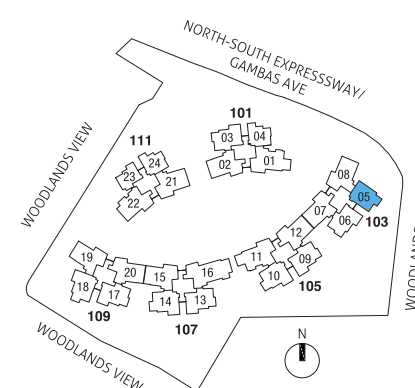 NORTH-SOUTH EXPRESSSWAY/
GAMBAS AVE
WOODLANDS VIEW
101
03 04
02 01
111
24
23 21
22
08
05
07
06
103
12
11 09
10
105
19
20 15 16
18 17 14 13
109
107
WOODLANDS
WOODLANDS VIEW
N